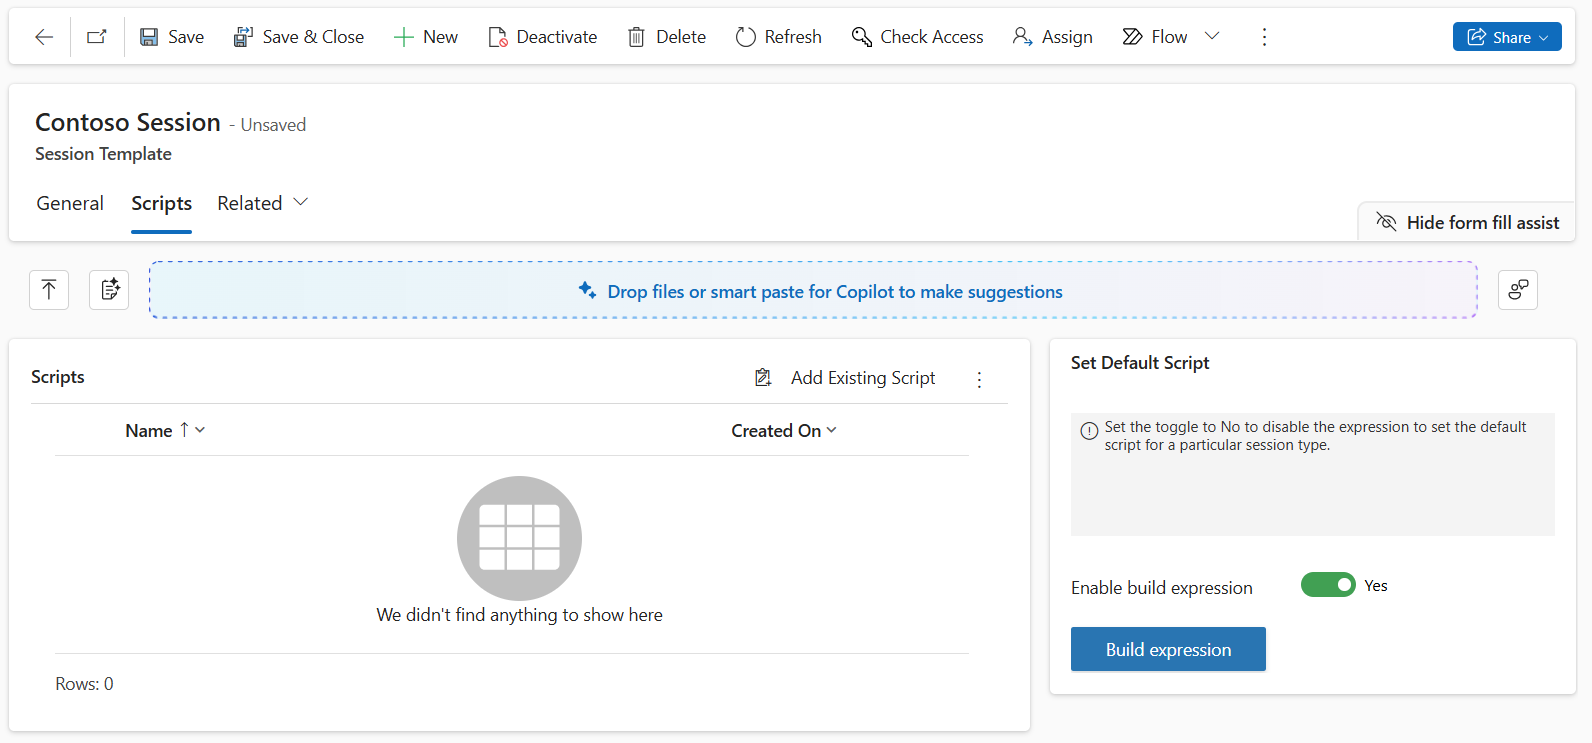 Save
Save & Close
New
Deactivate
Delete
Refresh
Check Access
Assign
Flow
Share
Contoso Session - Unsaved
Session Template
General
Scripts
Related
Hide form fill assist
Drop files or smart paste for Copilot to make suggestions
Scripts
Add Existing Script
Name
Created On
We didn't find anything to show here
Rows: 0
Set Default Script
Set the toggle to No to disable the expression to set the default
script for a particular session type.
Enable build expression
Yes
Build expression